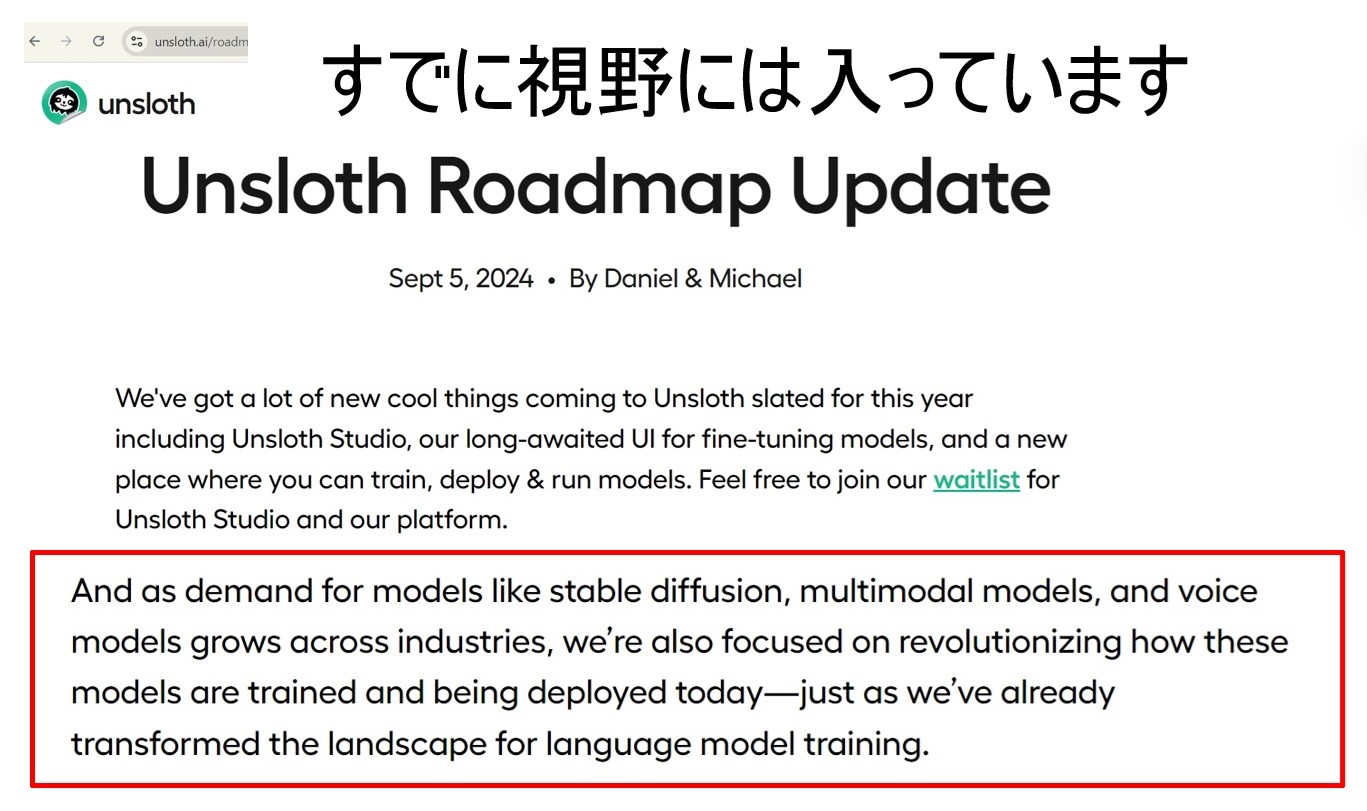 unsloth.ai/roadm
すでに視野には入っています
unsloth
Unsloth Roadmap Update
Sept 5, 2024 • By Daniel & Michael
We've got a lot of new cool things coming to Unsloth slated for this year
including Unsloth Studio, our long-awaited UI for fine-tuning models, and a new
place where you can train, deploy & run models. Feel free to join our waitlist for
Unsloth Studio and our platform.
And as demand for models like stable diffusion, multimodal models, and voice
models grows across industries, we’re also focused on revolutionizing how these
models are trained and being deployed today—just as we’ve already
transformed the landscape for language model training.